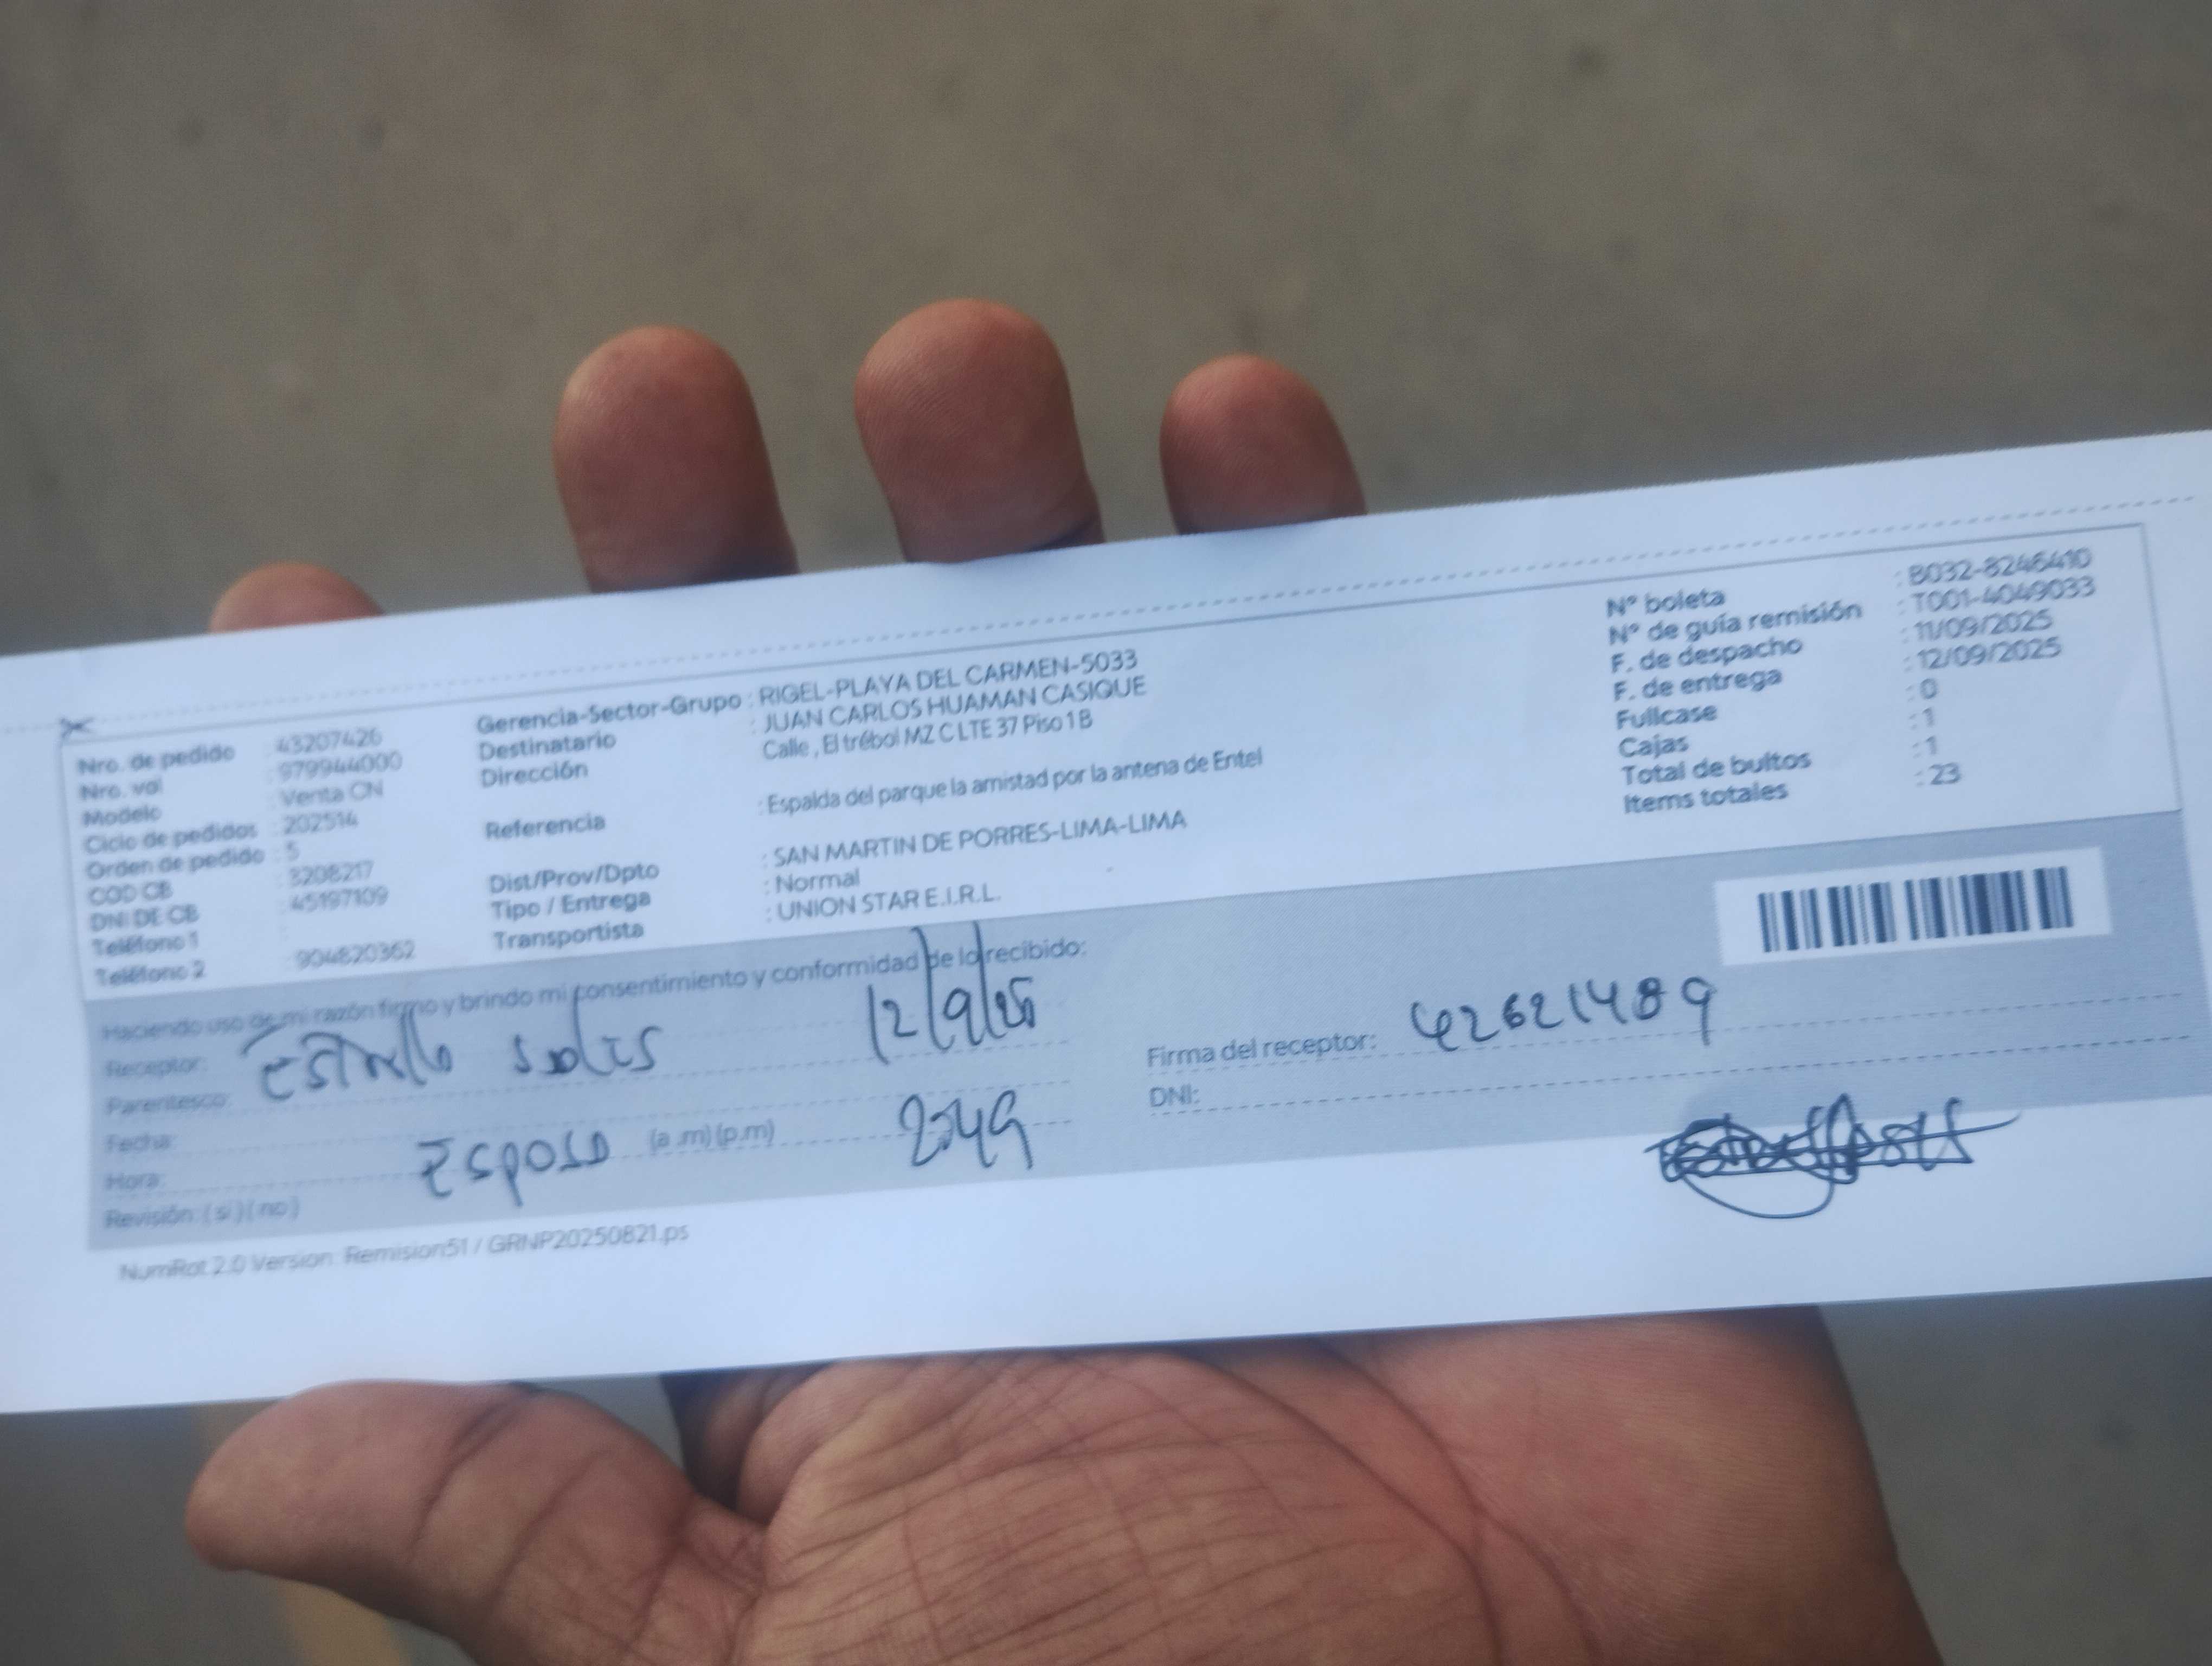 Nro. de pedido : 43207426
Nro. val : 979944000
Modelo : Venta CN
Ciclo de pedidos : 202514
Orden de pedido : 5
COD CB : 3208217
DNI DE CB : 45197109
Teléfono 1 :
Teléfono 2 : 904820362
Gerencia-Sector-Grupo : RIGEL-PLAYA DEL CARMEN-5033
Destinatario : JUAN CARLOS HUAMAN CASIQUE
Dirección : Calle , El trébol MZ C LTE 37 Piso 1 B
Referencia : Espalda del parque la amistad por la antena de Entel
Dist/Prov/Dpto : SAN MARTIN DE PORRES-LIMA-LIMA
Tipo / Entrega : Normal
Transportista : UNION STAR E.I.R.L.
N° boleta : B032-8246410
N° de guía remisión : T001-4049033
F. de despacho : 11/09/2025
F. de entrega : 12/09/2025
Fullcase : 0
Cajas : 1
Total de bultos : 1
Items totales : 23
Haciendo uso de mi razón firmo y brindo mi consentimiento y conformidad de lo recibido:
Receptor: solis 12/9/25
Parentesco:
Fecha:
Hora: Esposo (a .m) (p.m)
Revisión: ( si ) ( no )
Firma del receptor: 42621489
DNI:
NumRot 2.0 Version: Remision51 / GRNP20250821.ps